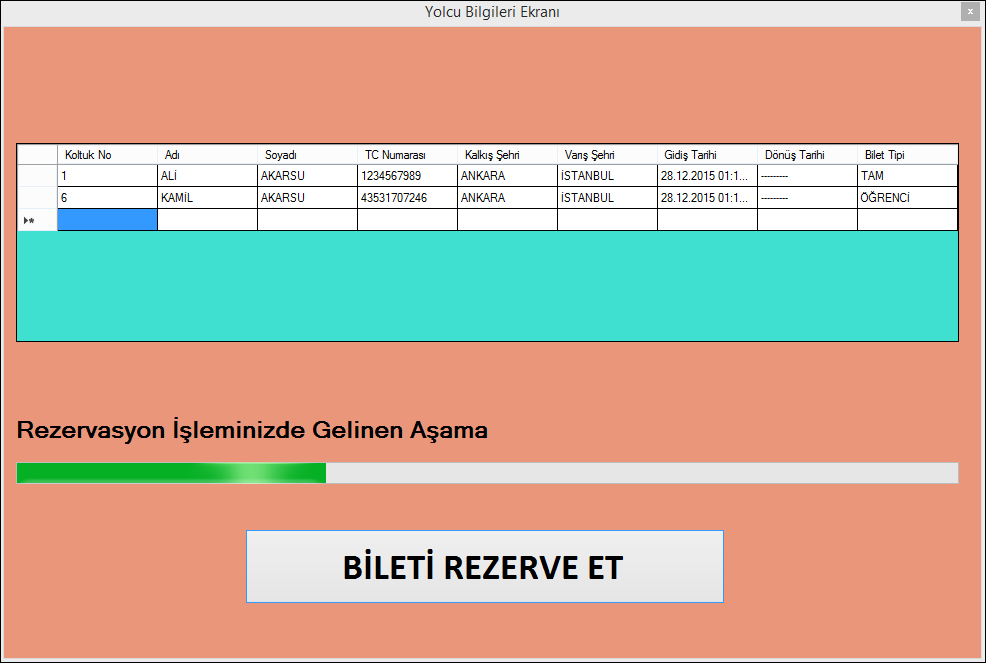 Yolcu Bilgileri Ekranı
x
Koltuk No Adı Soyadı TC Numarası Kalkış Şehri Varış Şehri Gidiş Tarihi Dönüş Tarihi Bilet Tipi
1 ALİ AKARSU 1234567989 ANKARA İSTANBUL 28.12.2015 01:1... --------- TAM
6 KAMİL AKARSU 43531707246 ANKARA İSTANBUL 28.12.2015 01:1... --------- ÖĞRENCİ
Rezervasyon İşleminizde Gelinen Aşama
BİLETİ REZERVE ET